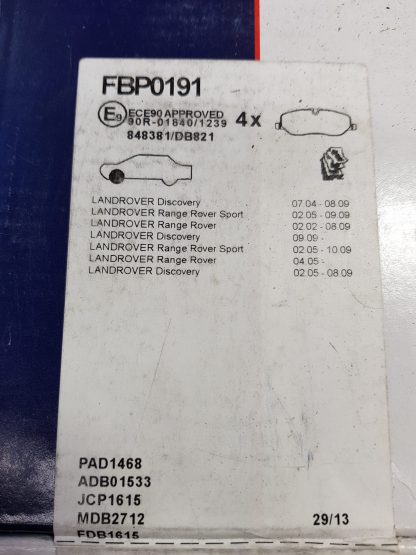 FBP0191
E9 ECE90 APPROVED
90R-01840/1239 4x
848381/DB821
LANDROVER Discovery 07.04 - 08.09
LANDROVER Range Rover Sport 02.05 - 09.09
LANDROVER Range Rover 02.02 - 08.09
LANDROVER Discovery 09.09 -
LANDROVER Range Rover Sport 02.05 - 10.09
LANDROVER Range Rover 04.05 -
LANDROVER Discovery 02.05 - 08.09
PAD1468
ADB01533
JCP1615
MDB2712 29/13
FDB1615